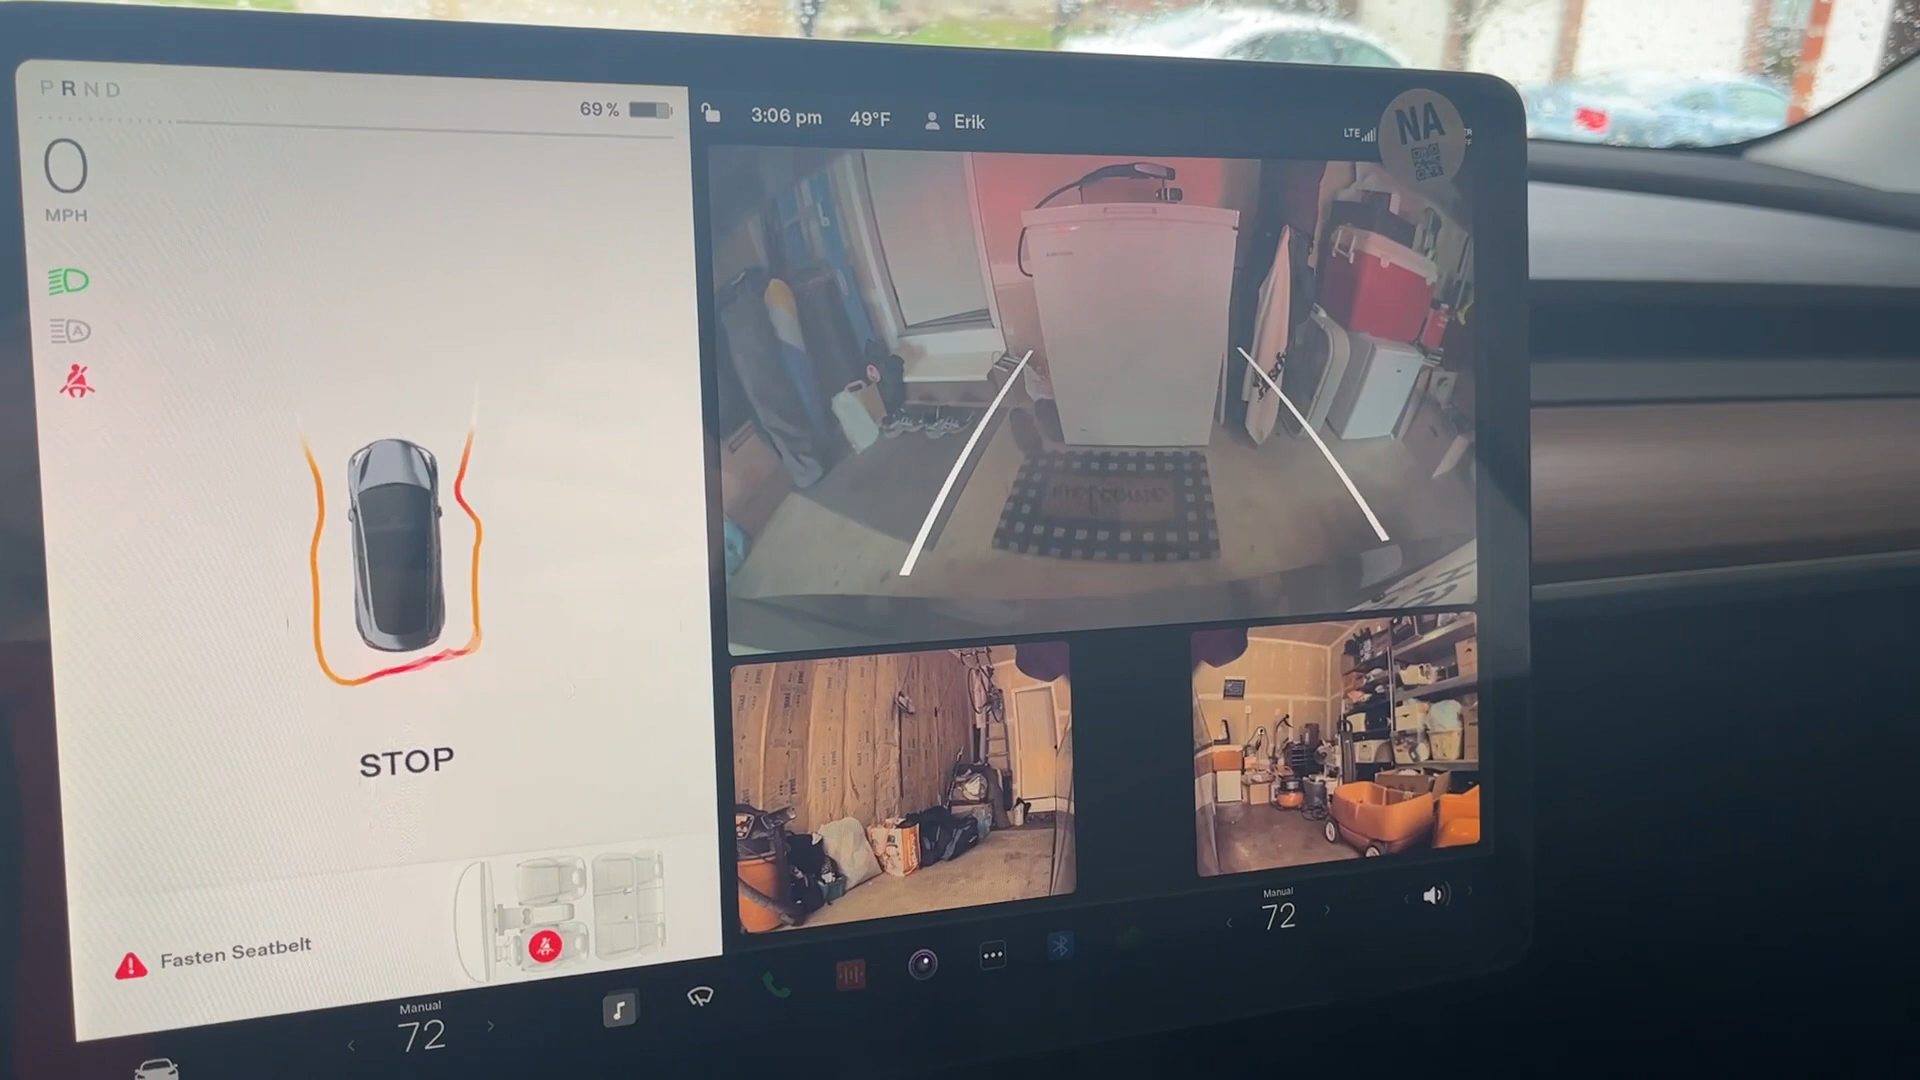 PRND
69%
0
MPH
3:06 pm
49°F
Erik
LTE
NA
A
STOP
Fasten Seatbelt
Manual
72
Manual
72